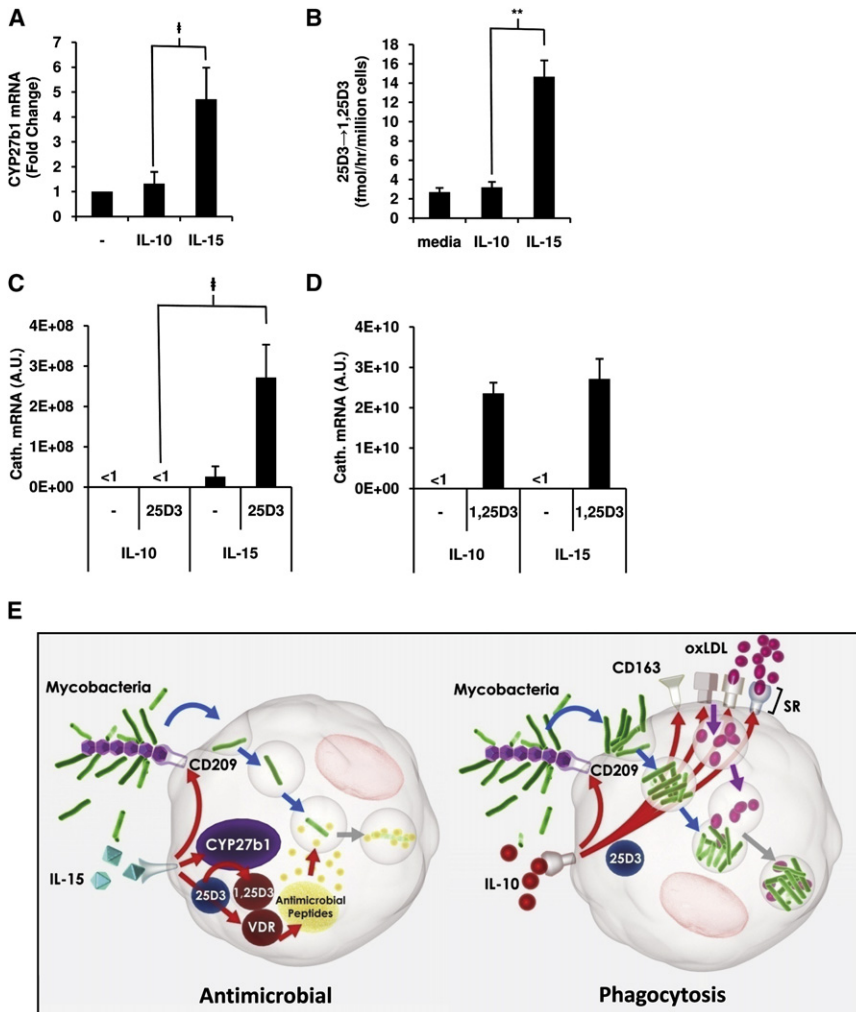 A
ǂ
CYP27b1 mRNA
(Fold Change)
7
6
5
4
3
2
1
0
-
IL-10
IL-15
B
**
25D3→1,25D3
(fmol/hr/million cells)
18
16
14
12
10
8
6
4
2
0
media
IL-10
IL-15
C
ǂ
Cath. mRNA (A.U.)
4E+08
3E+08
2E+08
1E+08
0E+00
<1
<1
-
25D3
-
25D3
IL-10
IL-15
D
Cath. mRNA (A.U.)
4E+10
3E+10
2E+10
1E+10
0E+00
<1
<1
-
1,25D3
-
1,25D3
IL-10
IL-15
E
Mycobacteria
CD209
IL-15
CYP27b1
25D3
1,25D3
VDR
Antimicrobial
Peptides
Antimicrobial
oxLDL
CD163
SR
Mycobacteria
CD209
IL-10
25D3
Phagocytosis